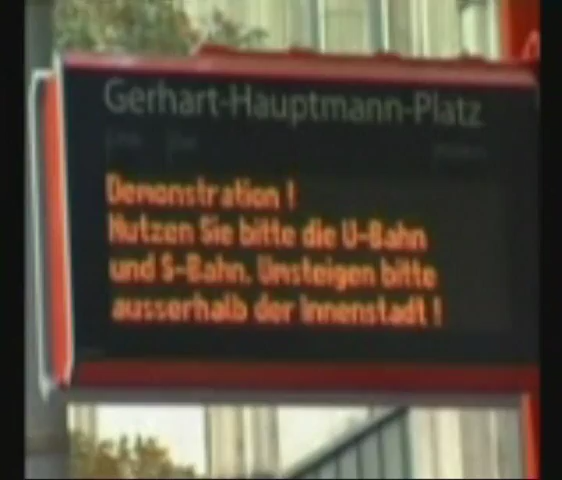 Gerhart-Hauptmann-Platz
Demonstration !
Nutzen Sie bitte die U-Bahn
und S-Bahn. Umsteigen bitte
ausserhalb der Innenstadt !